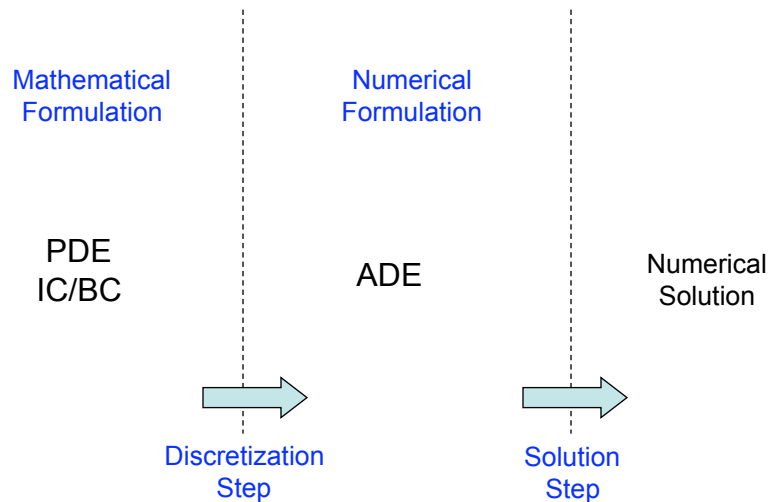 Mathematical
Formulation
Numerical
Formulation
PDE
IC/BC
ADE
Numerical
Solution
Discretization
Step
Solution
Step